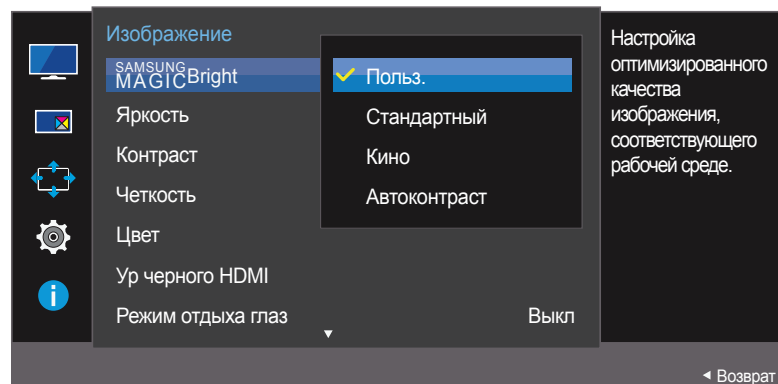 Изображение
SAMSUNG
MAGICBright
Яркость
Контраст
Четкость
Цвет
Ур черного HDMI
Режим отдыха глаз Выкл
Польз.
Стандартный
Кино
Автоконтраст
Настройка
оптимизированного
качества
изображения,
соответствующего
рабочей среде.
Возврат